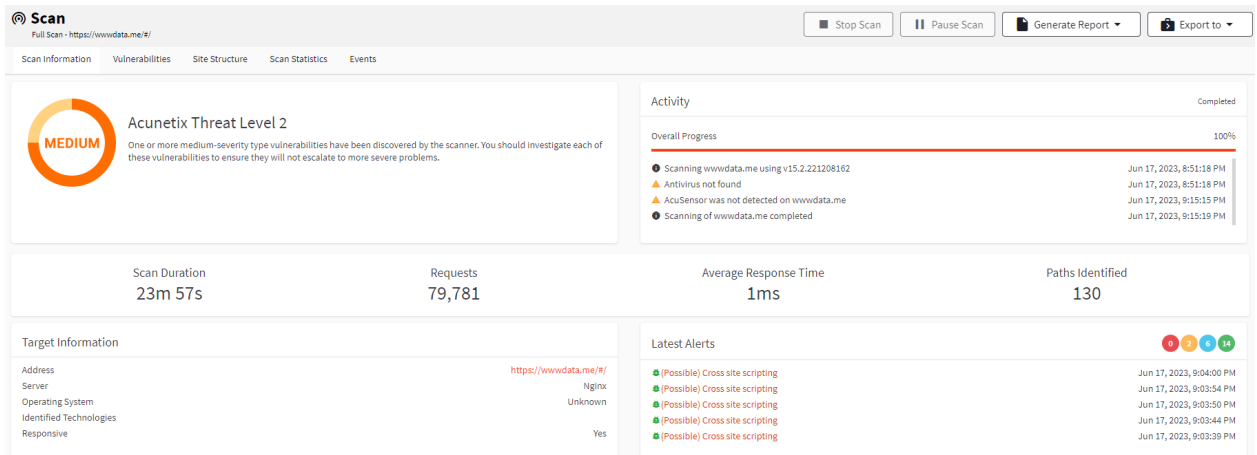 Scan
Full Scan - https://wwwdata.me/#/
Stop Scan
Pause Scan
Generate Report
Export to
Scan Information
Vulnerabilities
Site Structure
Scan Statistics
Events
MEDIUM
Acunetix Threat Level 2
One or more medium-severity type vulnerabilities have been discovered by the scanner. You should investigate each of
these vulnerabilities to ensure they will not escalate to more severe problems.
Activity
Completed
Overall Progress
100%
Scanning wwwdata.me using v15.2.221208162
Jun 17, 2023, 8:51:18 PM
Antivirus not found
Jun 17, 2023, 8:51:18 PM
AcuSensor was not detected on wwwdata.me
Jun 17, 2023, 9:15:15 PM
Scanning of wwwdata.me completed
Jun 17, 2023, 9:15:19 PM
Scan Duration
23m 57s
Requests
79,781
Average Response Time
1ms
Paths Identified
130
Target Information
Address
https://wwwdata.me/#/
Server
Nginx
Operating System
Unknown
Identified Technologies
Responsive
Yes
Latest Alerts
0
2
6
14
(Possible) Cross site scripting
Jun 17, 2023, 9:04:00 PM
(Possible) Cross site scripting
Jun 17, 2023, 9:03:54 PM
(Possible) Cross site scripting
Jun 17, 2023, 9:03:50 PM
(Possible) Cross site scripting
Jun 17, 2023, 9:03:44 PM
(Possible) Cross site scripting
Jun 17, 2023, 9:03:39 PM